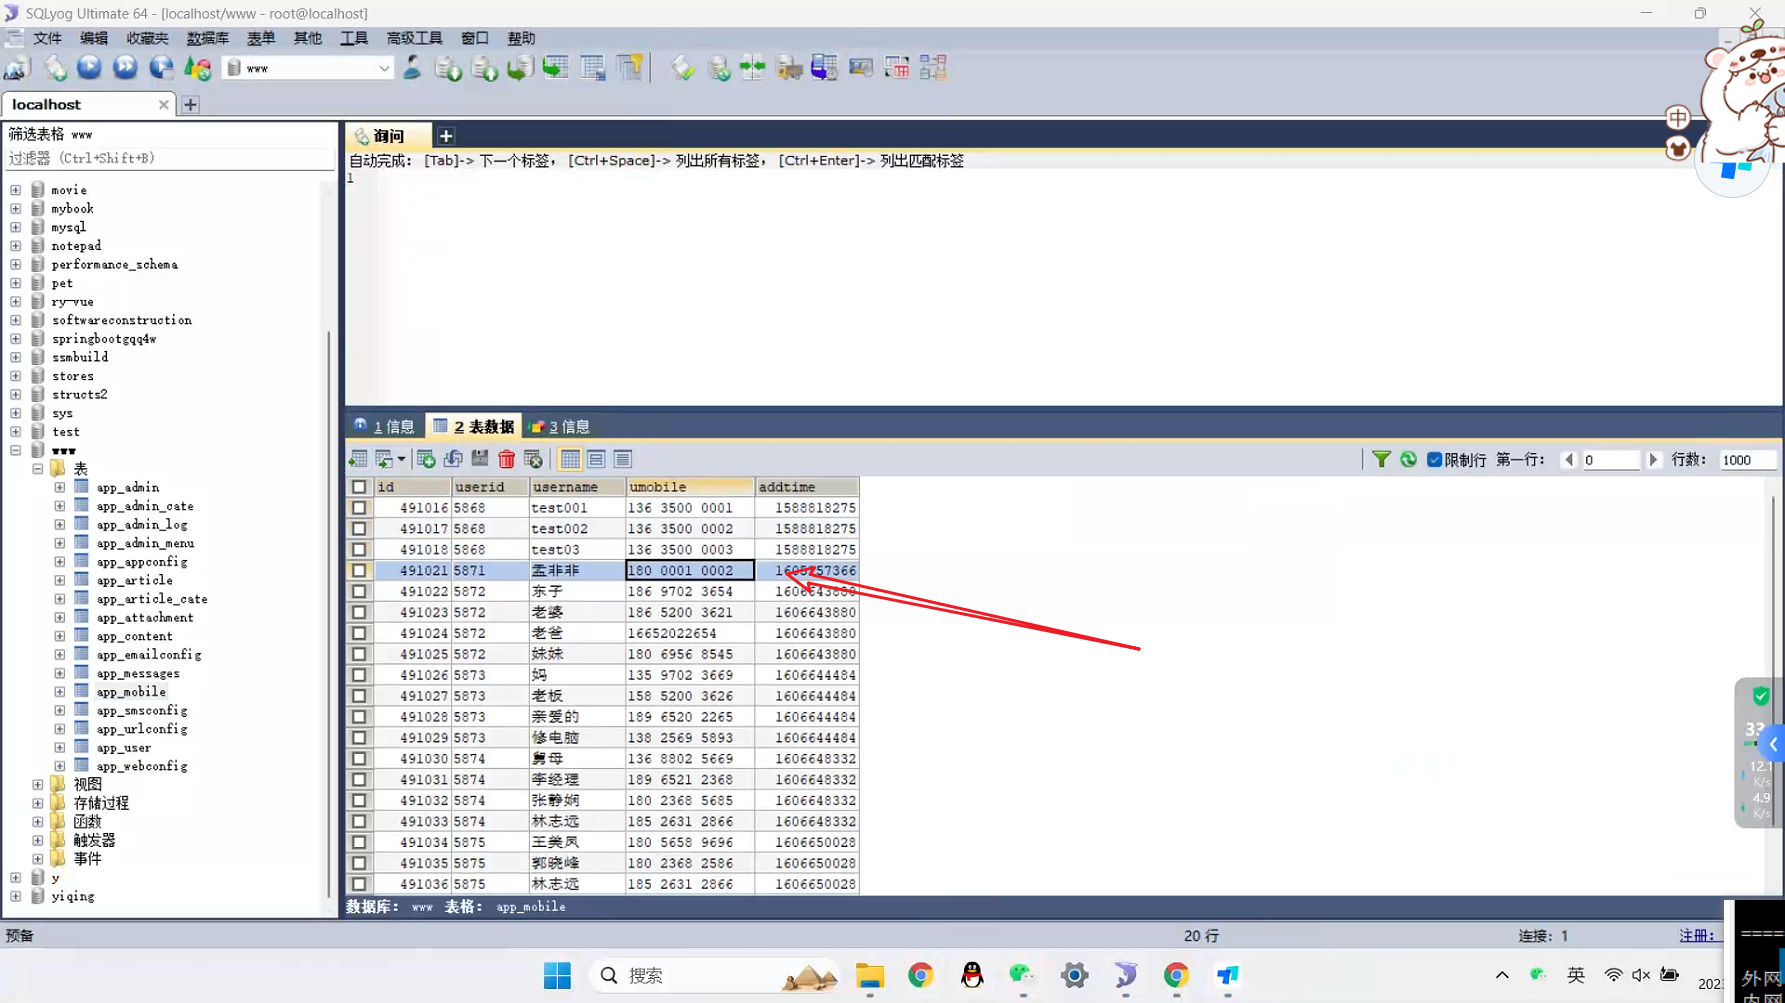 SQLyog Ultimate 64 - [localhost/www - root@localhost]
文件 编辑 收藏夹 数据库 表单 其他 工具 高级工具 窗口 帮助
www
localhost
筛选表格 www
过滤器 (Ctrl+Shift+B)
movie
mybook
mysql
notepad
performance_schema
pet
ry-vue
softwareconstruction
springbootgqq4w
ssmbuild
stores
structs2
sys
test
www
表
app_admin
app_admin_cate
app_admin_log
app_admin_menu
app_appconfig
app_article
app_article_cate
app_attachment
app_content
app_emailconfig
app_messages
app_mobile
app_smsconfig
app_urlconfig
app_user
app_webconfig
视图
存储过程
函数
触发器
事件
y
yiqing
询问
自动完成: [Tab]-> 下一个标签, [Ctrl+Space]-> 列出所有标签, [Ctrl+Enter]-> 列出匹配标签
1
中
1 信息 2 表数据 3 信息
限制行 第一行: 0 行数: 1000
id userid username umobile addtime
491016 5868 test001 136 3500 0001 1588818275
491017 5868 test002 136 3500 0002 1588818275
491018 5868 test03 136 3500 0003 1588818275
491021 5871 孟非非 180 0001 0002
491022 5872 东子 186 9702 3654 1606643880
491023 5872 老婆 186 5200 3621 1606643880
491024 5872 老爸 16652022654 1606643880
491025 5872 妹妹 180 6956 8545 1606643880
491026 5873 妈 135 9702 3669 1606644484
491027 5873 老板 158 5200 3626 1606644484
491028 5873 亲爱的 189 6520 2265 1606644484
491029 5873 修电脑 138 2569 5893 1606644484
491030 5874 舅母 136 8802 5669 1606648332
491031 5874 李经理 189 6521 2368 1606648332
491032 5874 张静娴 180 2368 5685 1606648332
491033 5874 林志远 185 2631 2866 1606648332
491034 5875 王美凤 180 5658 9696 1606650028
491035 5875 郭晓峰 180 2368 2586 1606650028
491036 5875 林志远 185 2631 2866 1606650028
数据库: www 表格: app_mobile
12.1
K/s
4.9
K/s
预备 20 行 连接: 1 注册:
搜索
英
外网